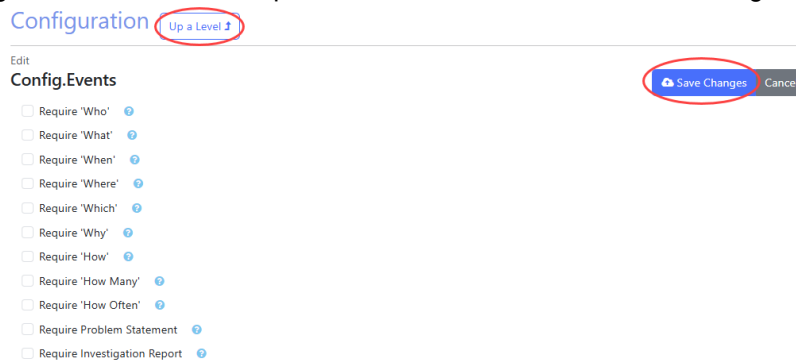 Configuration Up a Level
Edit
Config.Events
Save Changes
Require 'Who'
Require 'What'
Require 'When'
Require 'Where'
Require 'Which'
Require 'Why'
Require 'How'
Require 'How Many'
Require 'How Often'
Require Problem Statement
Require Investigation Report